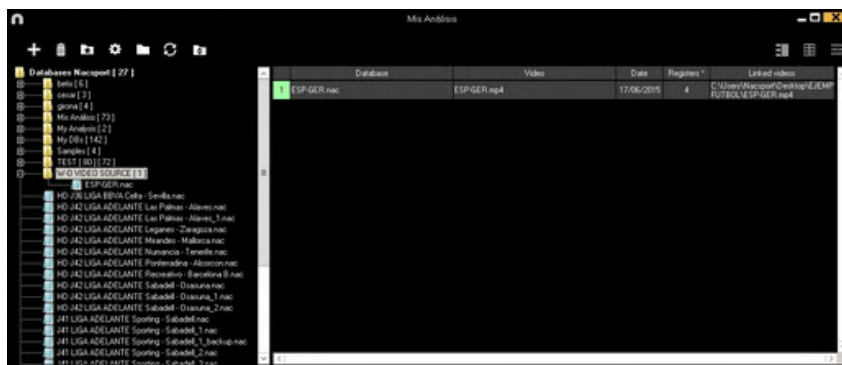 Mis Análisis
Databases Nacsport [ 27 ]
betis [ 6 ]
cesar [ 3 ]
girona [ 4 ]
Mis Análisis [ 73 ]
My Analysis [ 2 ]
My DBs [ 142 ]
Samples [ 4 ]
TEST [ 80 ] [ 72 ]
W-O VIDEO SOURCE [ 1 ]
ESP-GER.nac
HD J36 LIGA BBVA Celta - Sevilla.nac
HD J42 LIGA ADELANTE Las Palmas - Alaves.nac
HD J42 LIGA ADELANTE Las Palmas - Alaves_1.nac
HD J42 LIGA ADELANTE Leganes - Zaragoza.nac
HD J42 LIGA ADELANTE Mirandes - Mallorca.nac
HD J42 LIGA ADELANTE Numancia - Tenerife.nac
HD J42 LIGA ADELANTE Ponferradina - Alcorcon.nac
HD J42 LIGA ADELANTE Recreativo - Barcelona B.nac
HD J42 LIGA ADELANTE Sabadell - Osasuna.nac
HD J42 LIGA ADELANTE Sabadell - Osasuna_1.nac
HD J42 LIGA ADELANTE Sabadell - Osasuna_2.nac
J41 LIGA ADELANTE Sporting - Sabadell.nac
J41 LIGA ADELANTE Sporting - Sabadell_1.nac
J41 LIGA ADELANTE Sporting - Sabadell_1_backup.nac
J41 LIGA ADELANTE Sporting - Sabadell_2.nac
J41 LIGA ADELANTE Sporting - Sabadell_3.nac
Database Video Date Registers * Linked videos
1 ESP-GER.nac ESP-GER.mp4 17/06/2015 4 C:\Users\Nacsport\Desktop\EJEMP
FUTBOL\ESP-GER.mp4